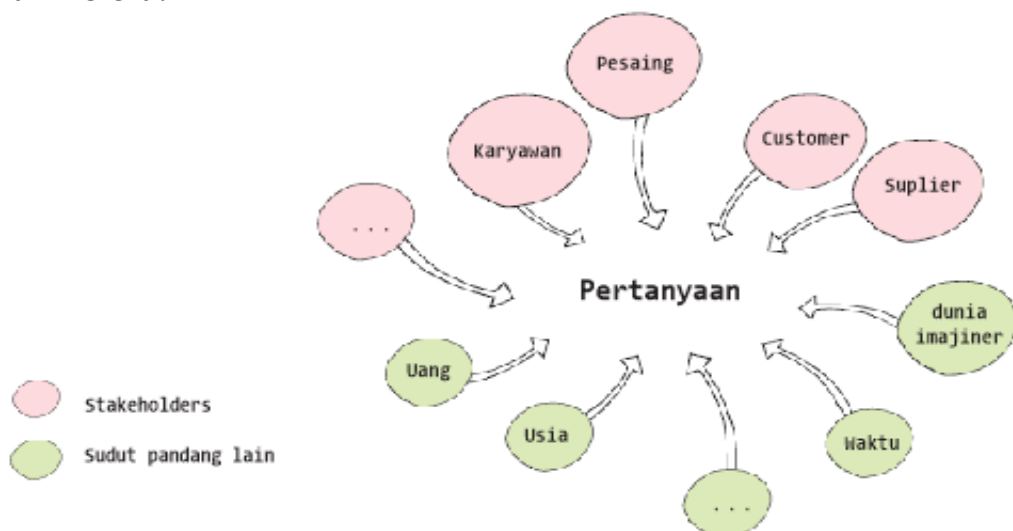 Pesaing
Karyawan
Customer
Suplier
...
Pertanyaan
dunia
imajiner
Uang
Usia
...
Waktu
Stakeholders
Sudut pandang lain